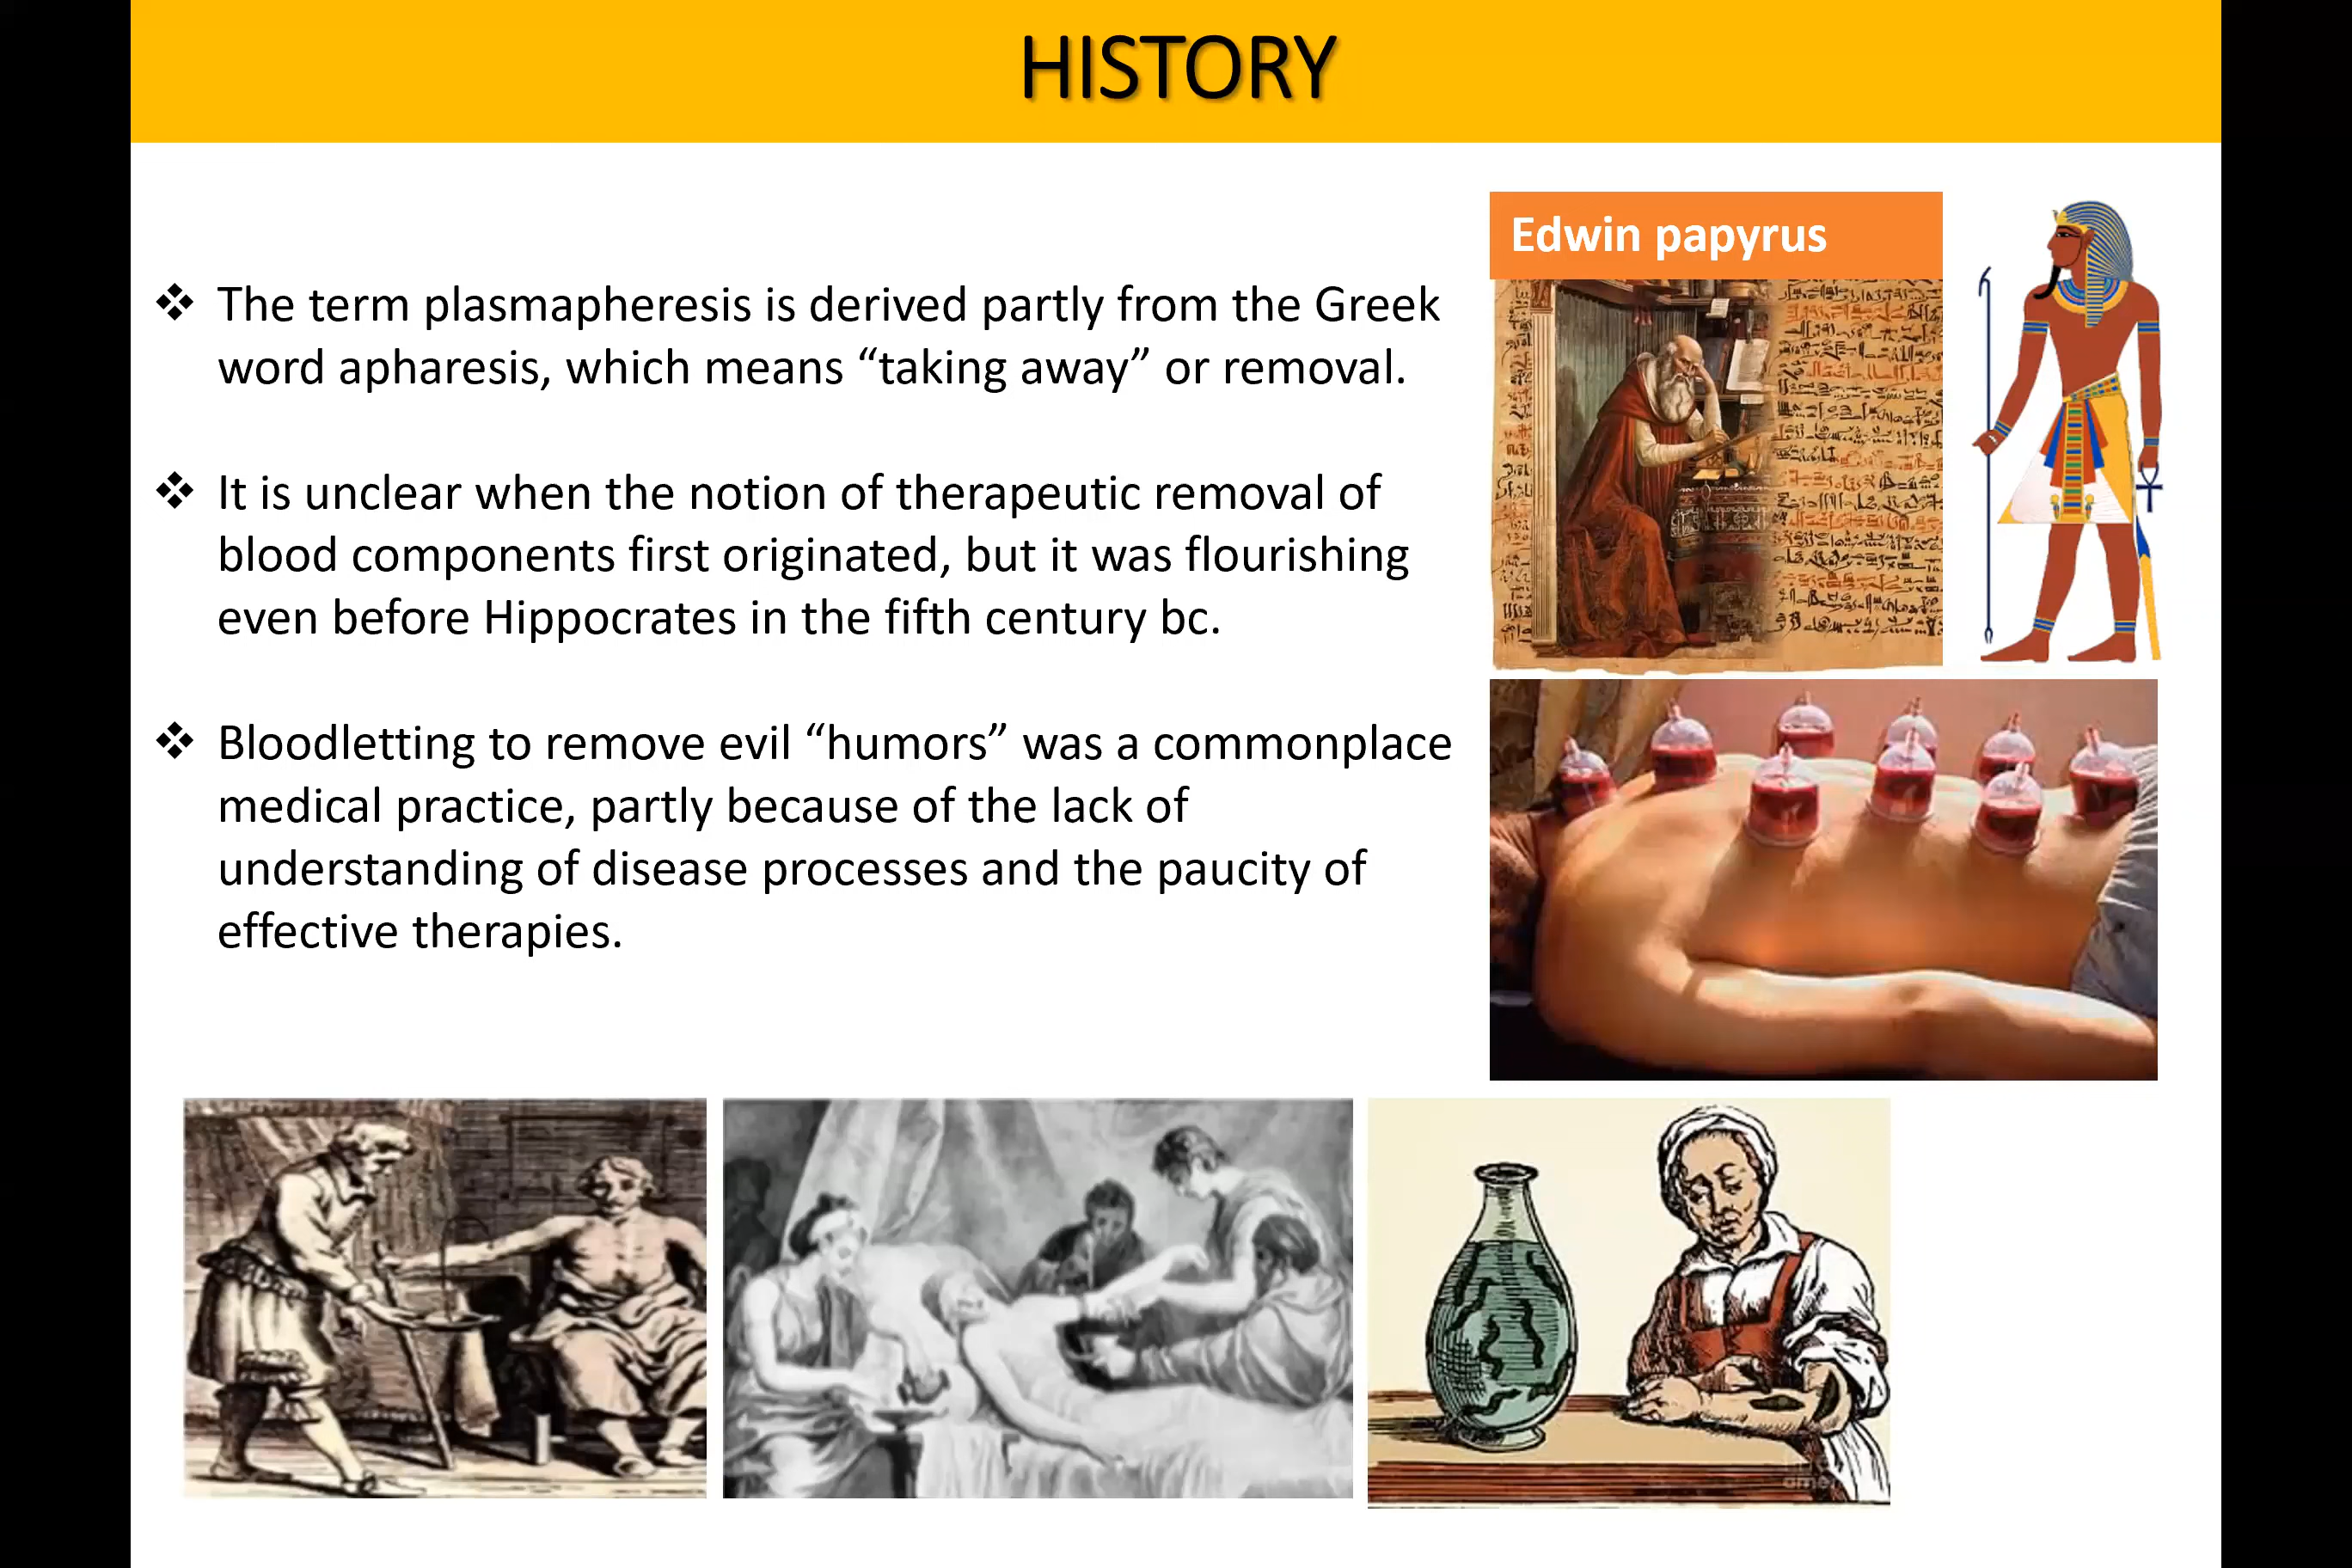 HISTORY
❖ The term plasmapheresis is derived partly from the Greek
word apharesis, which means “taking away” or removal.
❖ It is unclear when the notion of therapeutic removal of
blood components first originated, but it was flourishing
even before Hippocrates in the fifth century bc.
❖ Bloodletting to remove evil “humors” was a commonplace
medical practice, partly because of the lack of
understanding of disease processes and the paucity of
effective therapies.
Edwin papyrus